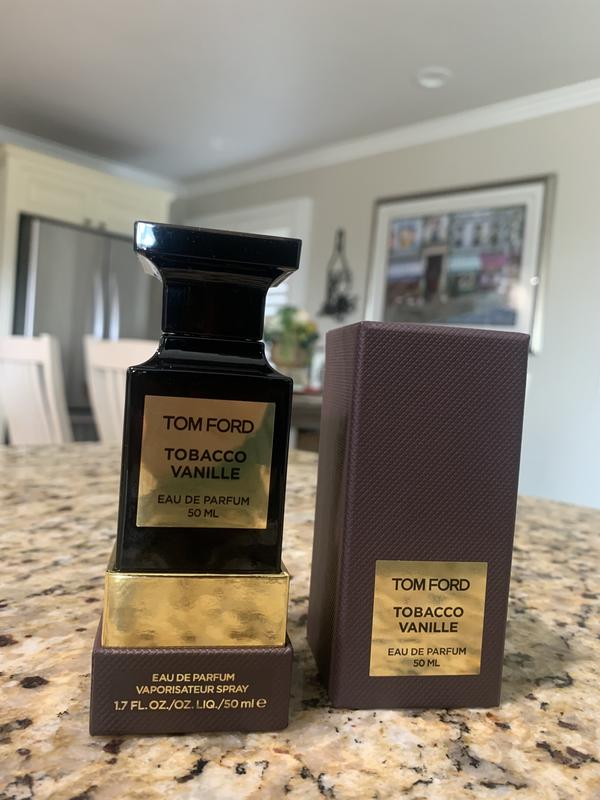 TOM FORD
TOBACCO
VANILLE
EAU DE PARFUM
50 ML
EAU DE PARFUM
VAPORISATEUR SPRAY
1.7 FL. OZ./OZ. LIQ./50 ml e
TOM FORD
TOBACCO
VANILLE
EAU DE PARFUM
50 ML